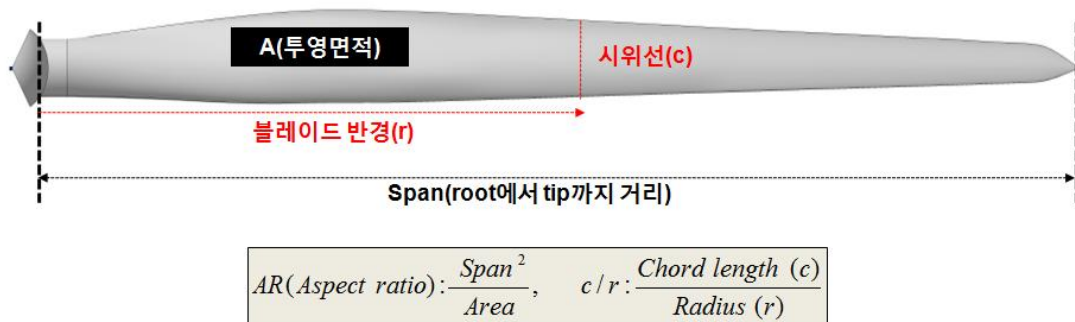 A(투영면적)
시위선(c)
블레이드 반경(r)
Span(root에서 tip까지 거리)
AR(Aspect ratio): Span² / Area, c/r: Chord length (c) / Radius (r)